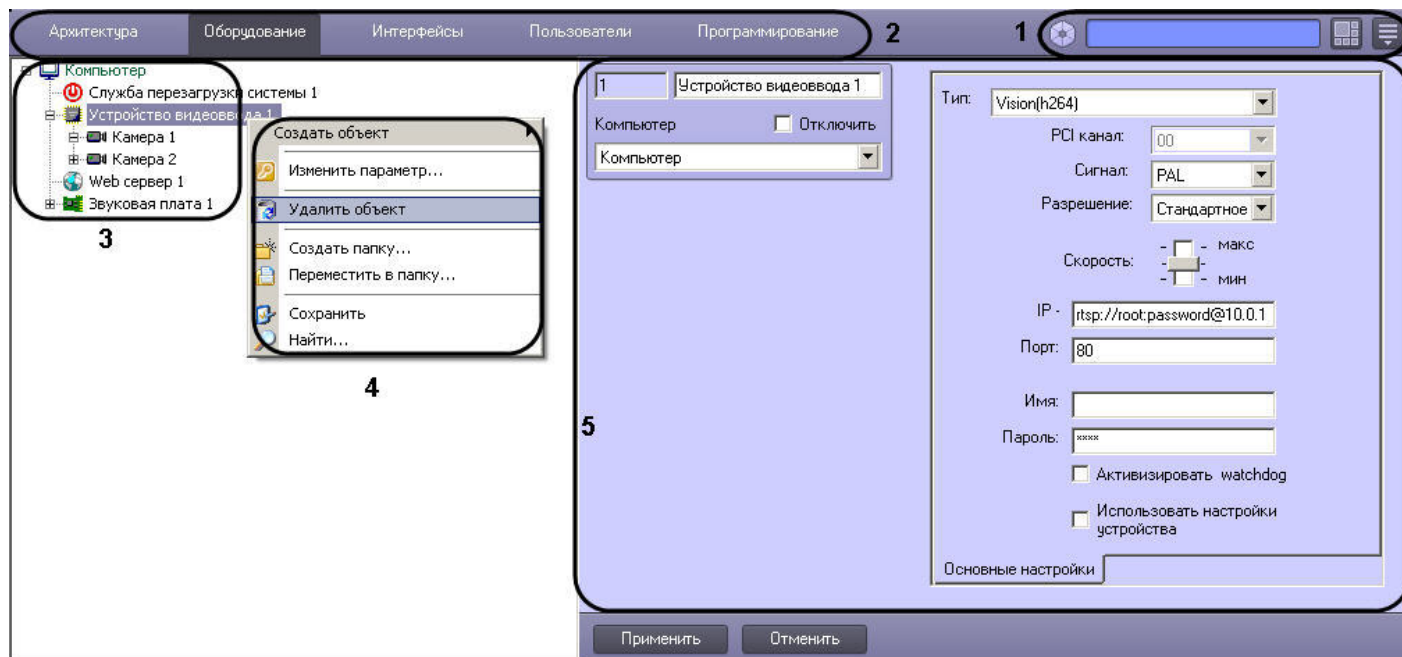 Архитектура Оборудование Интерфейсы Пользователи Программирование 2 1
Компьютер
Служба перезагрузки системы 1
Устройство видеоввода 1
Камера 1
Камера 2
Web сервер 1
Звуковая плата 1
3
Создать объект
Изменить параметр...
Удалить объект
Создать папку...
Переместить в папку...
Сохранить
Найти...
4
1 Устройство видеоввода 1
Компьютер Отключить
Компьютер
5
Тип: Vision(h264)
PCI канал: 00
Сигнал: PAL
Разрешение: Стандартное
Скорость: макс
мин
IP - rtsp://root:password@10.0.1
Порт: 80
Имя:
Пароль: ****
Активизировать watchdog
Использовать настройки
устройства
Основные настройки
Применить Отменить